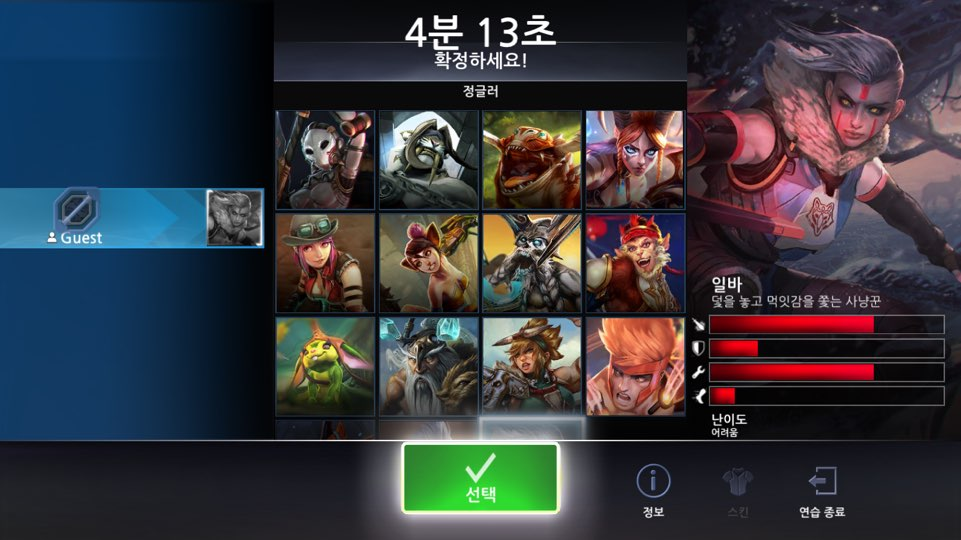 4분 13초
확정하세요!
정글러
Guest
일바
덫을 놓고 먹잇감을 쫓는 사냥꾼
난이도
어려움
선택
정보
스킨
연습 종료